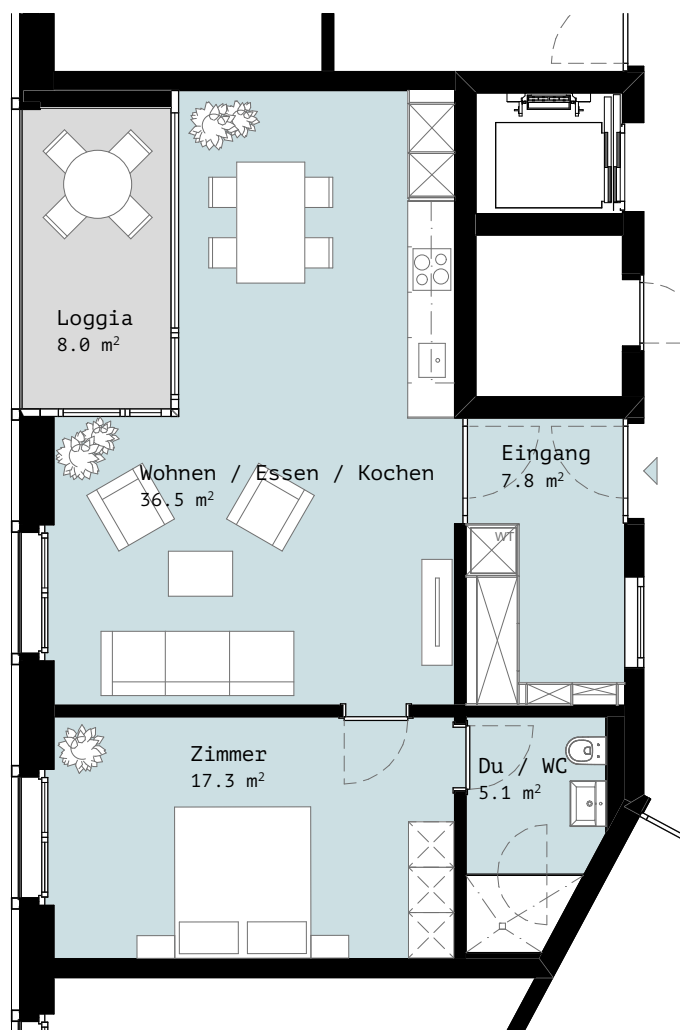 Loggia
8.0 m²
Wohnen / Essen / Kochen
36.5 m²
Eingang
7.8 m²
WT
Zimmer
17.3 m²
Du / WC
5.1 m²